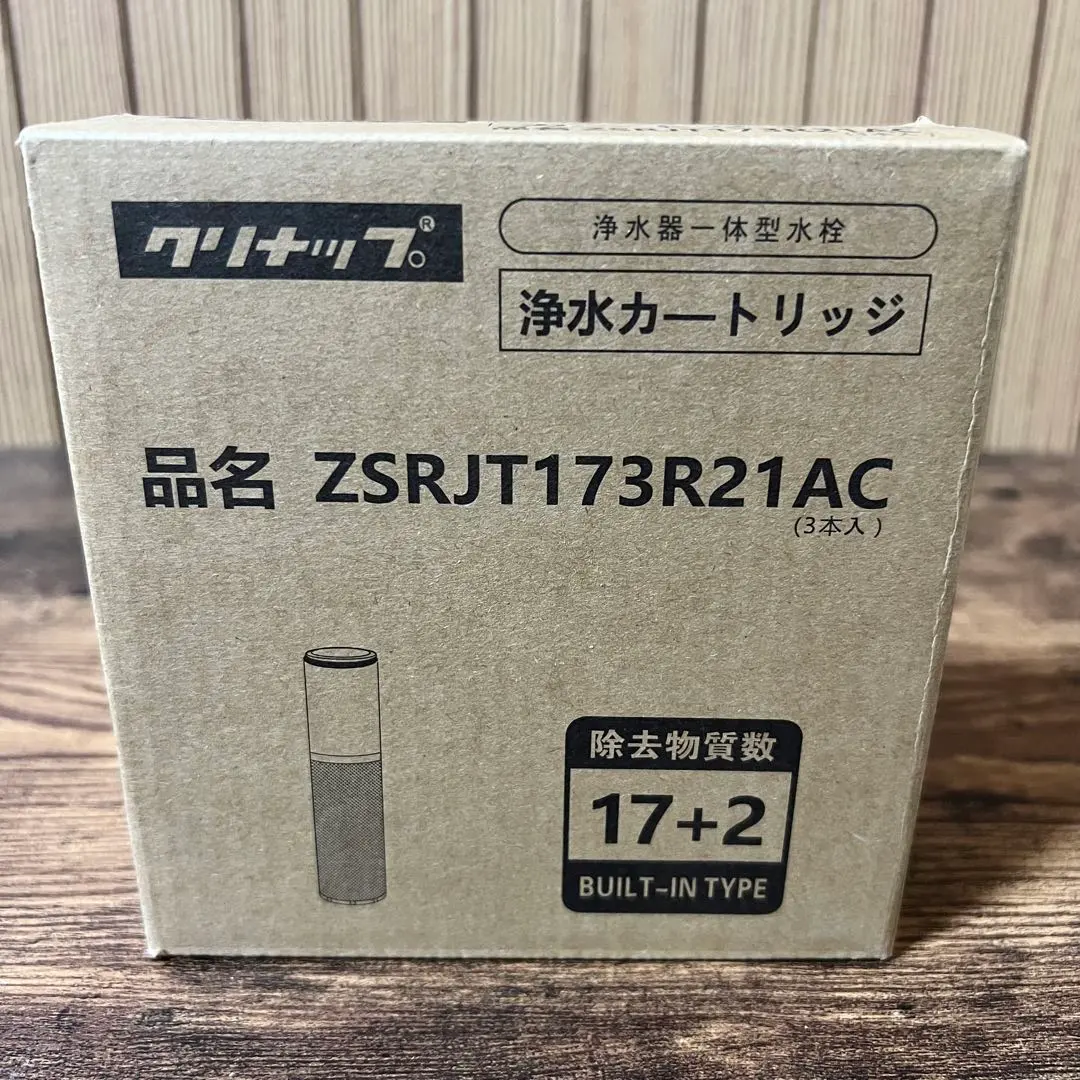 クリナップ®
浄水器一体型水栓
浄水カートリッジ
品名 ZSRJT173R21AC
(3本入)
除去物質数
17+2
BUILT-IN TYPE